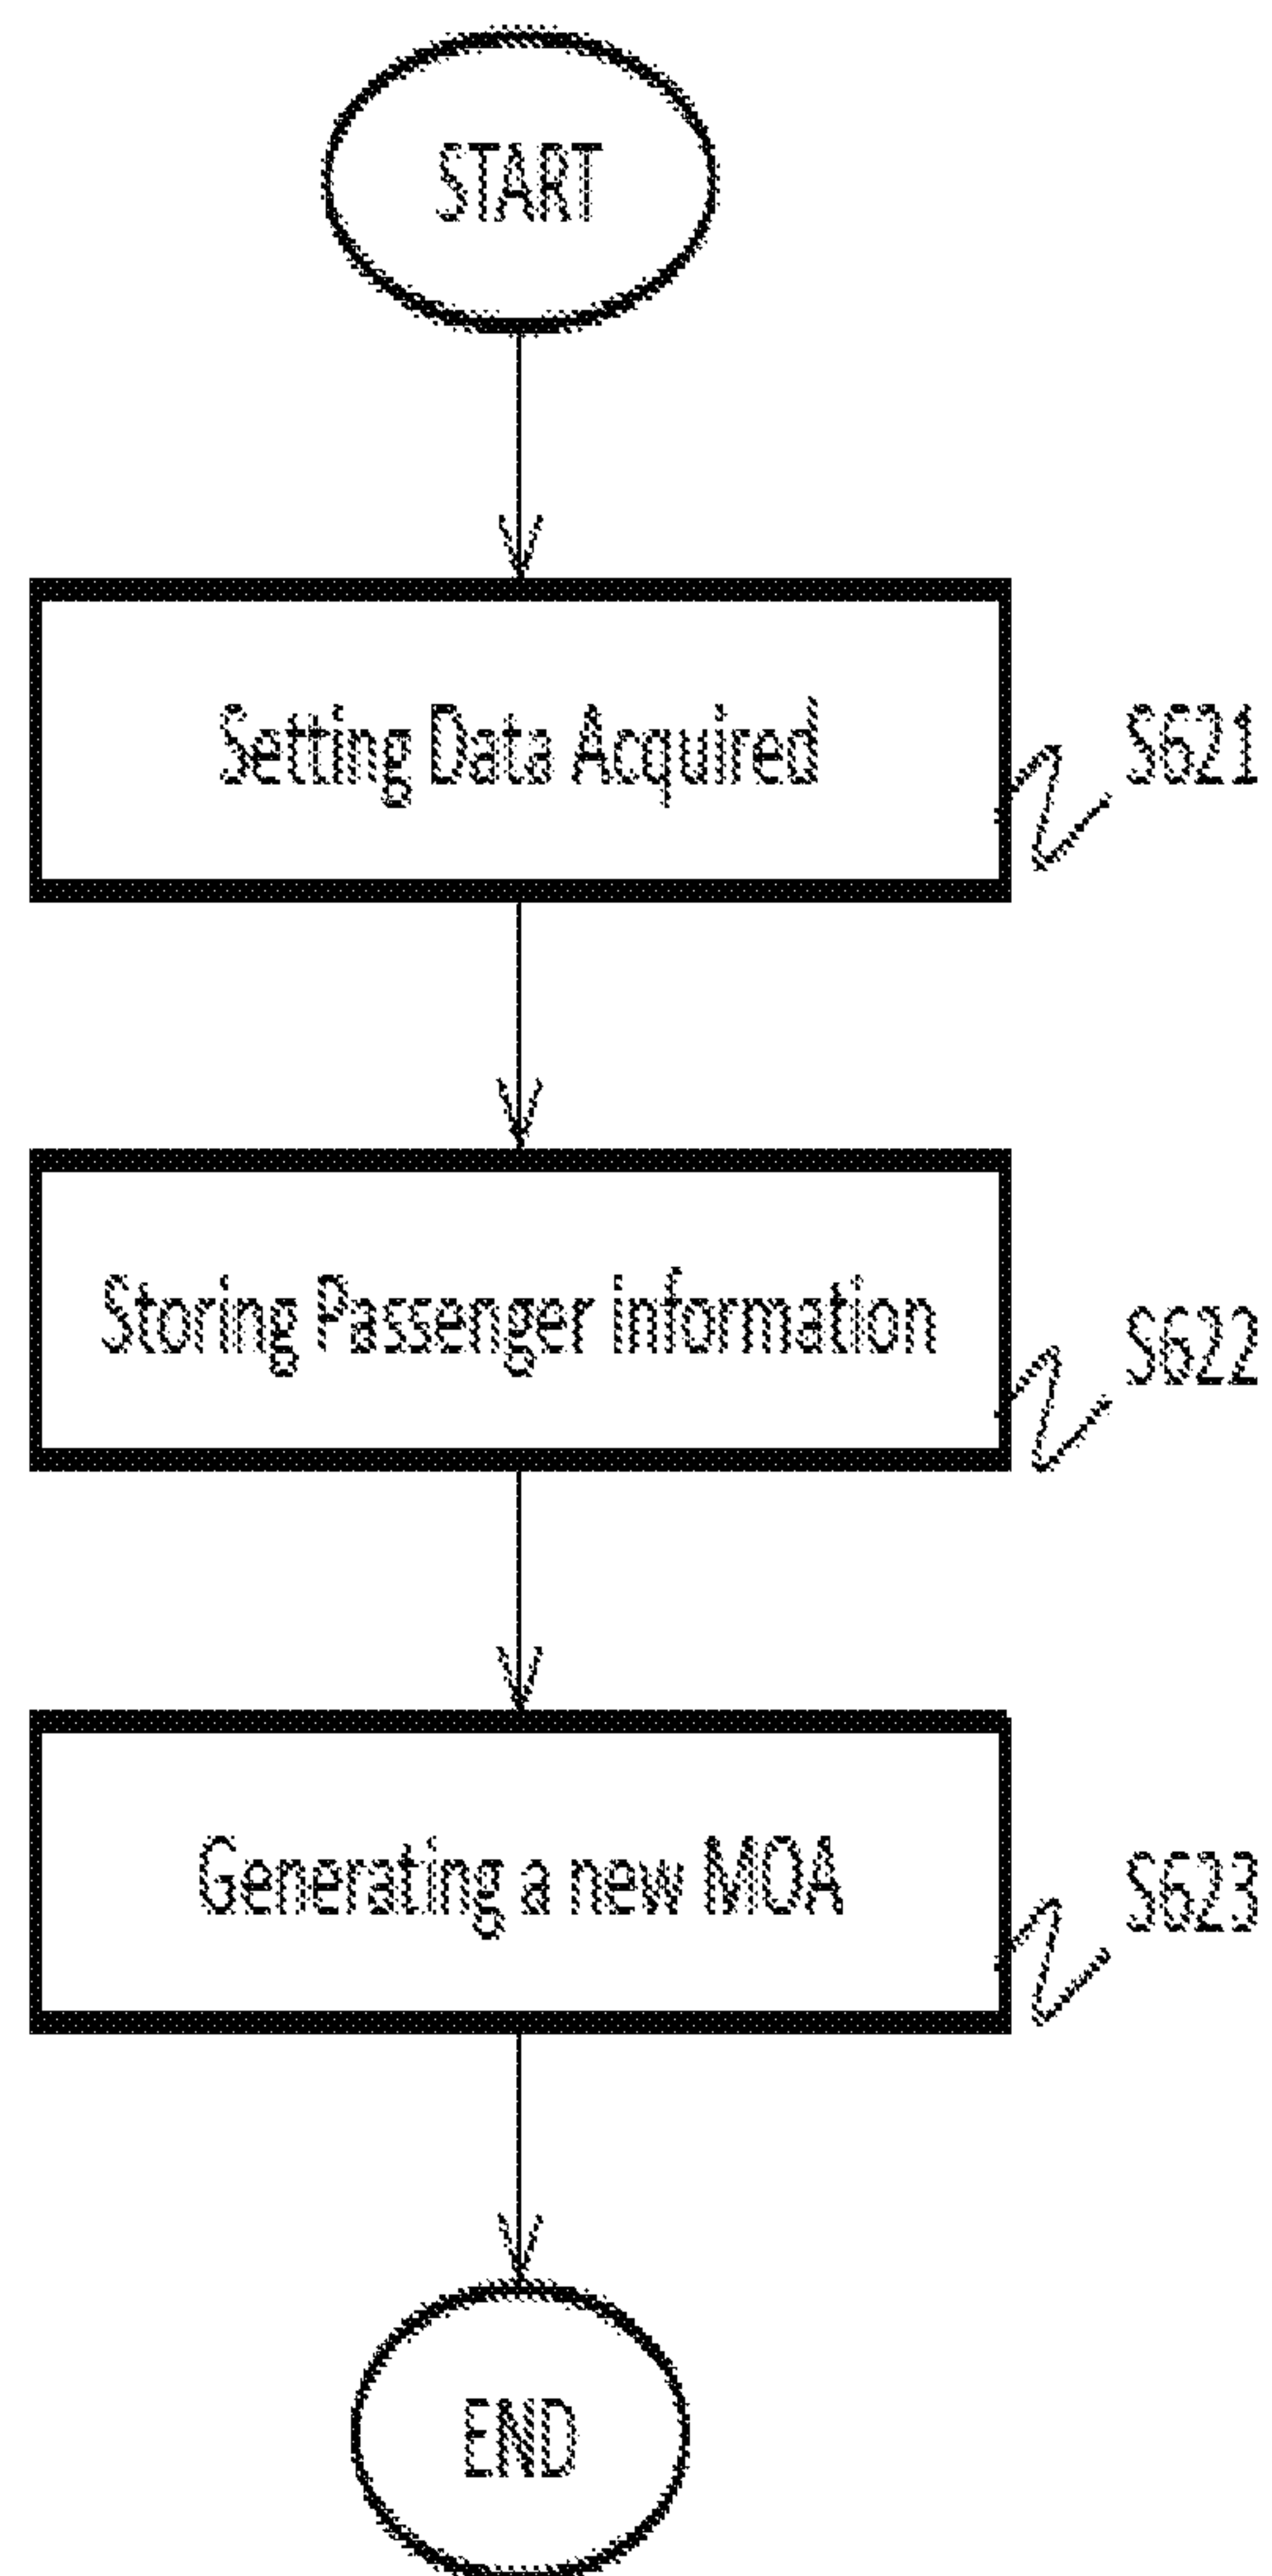 START
Setting Data Acquired
S621
Storing Passenger information
S622
Generating a new MOA
S623
END